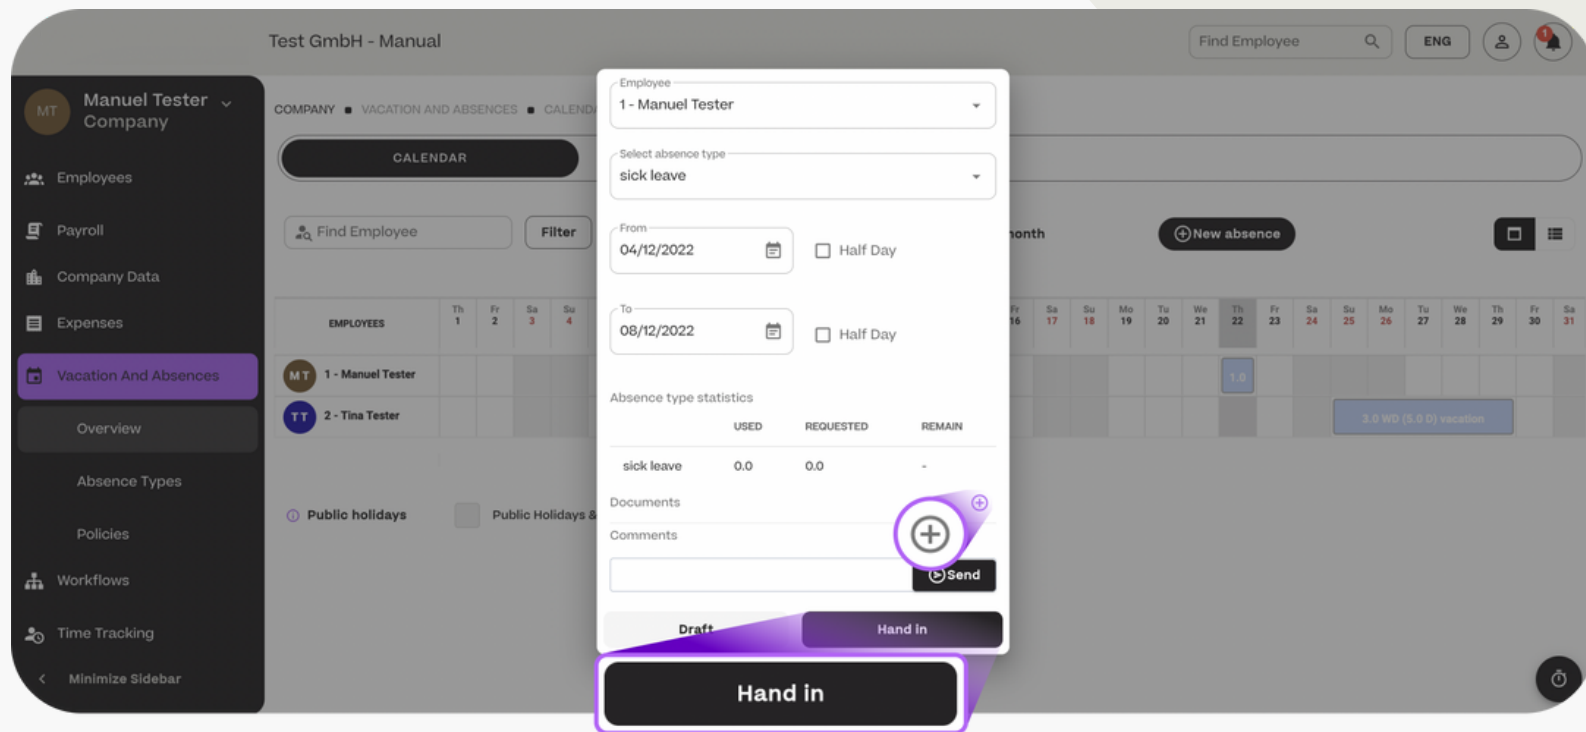 Test GmbH - Manual
Find Employee
ENG
1
MT
Manuel Tester
Company
Employees
Payroll
Company Data
Expenses
Vacation And Absences
Overview
Absence Types
Policies
Workflows
Time Tracking
Minimize Sidebar
COMPANY ■ VACATION AND ABSENCES ■ CALEND
CALENDAR
Find Employee
Filter
month
New absence
EMPLOYEES
Th Fr Sa Su Fr Sa Su Mo Tu We Th Fr Sa Su Mo Tu We Th Fr Sa
1 2 3 4 16 17 18 19 20 21 22 23 24 25 26 27 28 29 30 31
MT 1 - Manuel Tester
1.0
TT 2 - Tina Tester
3.0 WD (5.0 D) vacation
Public holidays
Public Holidays &
Employee
1 - Manuel Tester
Select absence type
sick leave
From
04/12/2022
Half Day
To
08/12/2022
Half Day
Absence type statistics
USED REQUESTED REMAIN
sick leave 0.0 0.0 -
Documents
Comments
Send
Draft
Hand in
Hand in